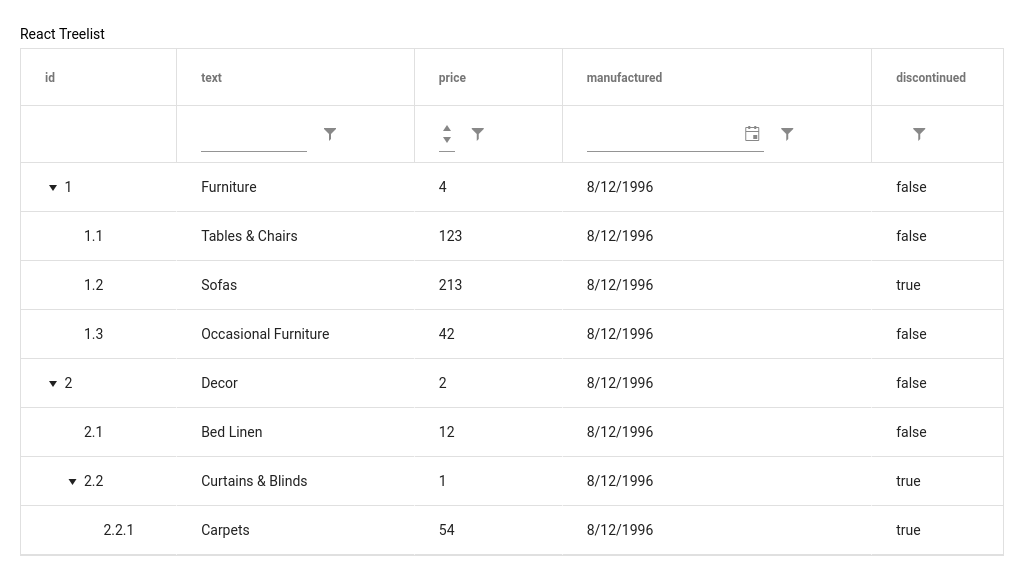 React Treelist
id text price manufactured discontinued
1 Furniture 4 8/12/1996 false
1.1 Tables & Chairs 123 8/12/1996 false
1.2 Sofas 213 8/12/1996 true
1.3 Occasional Furniture 42 8/12/1996 false
2 Decor 2 8/12/1996 false
2.1 Bed Linen 12 8/12/1996 false
2.2 Curtains & Blinds 1 8/12/1996 true
2.2.1 Carpets 54 8/12/1996 true